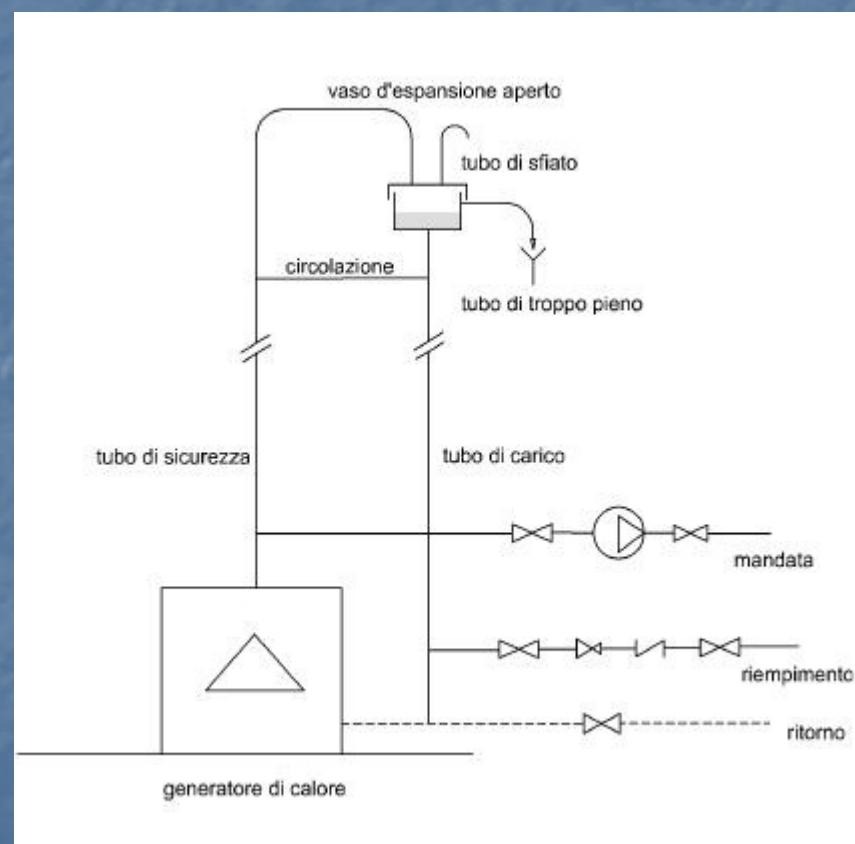 vaso d'espansione aperto
tubo di sfiato
circolazione
tubo di troppo pieno
tubo di sicurezza
tubo di carico
mandata
riempimento
ritorno
generatore di calore